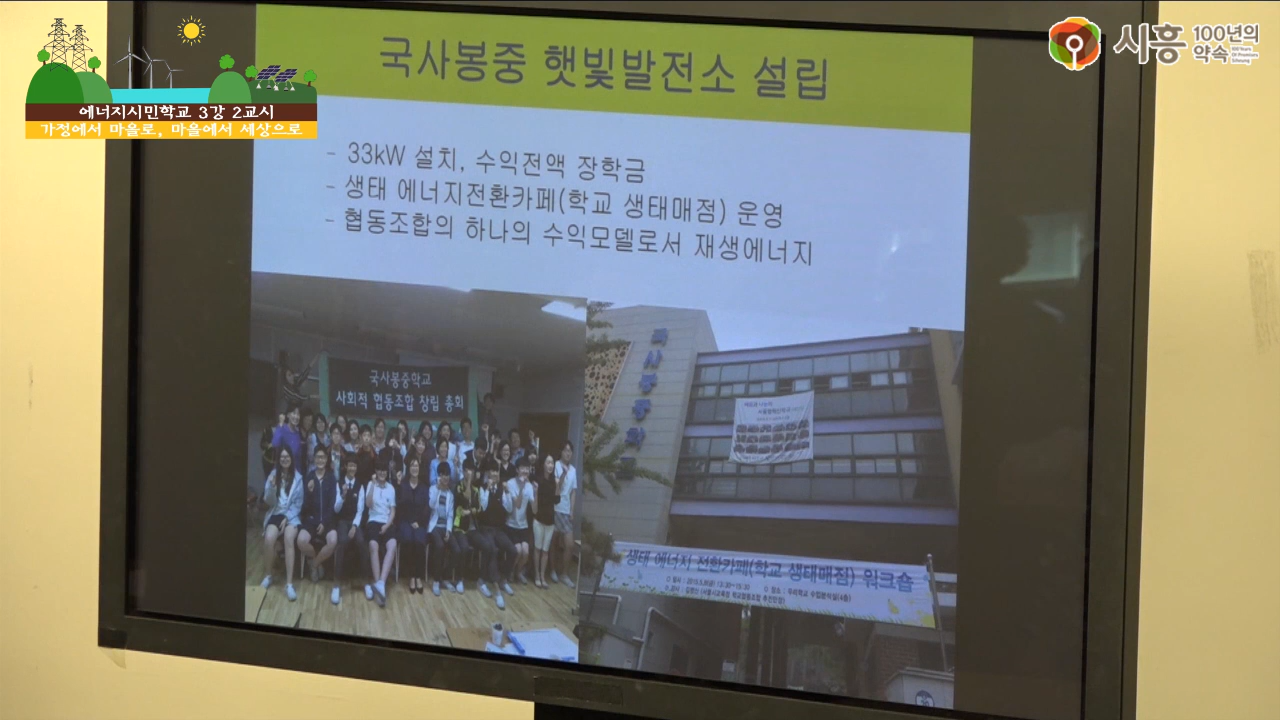 에너지시민학교 3강 2교시
가정에서 마을로, 마을에서 세상으로
시흥 100년의 약속
국사봉중 햇빛발전소 설립
- 33kW 설치, 수익전액 장학금
- 생태 에너지전환카페(학교 생태매점) 운영
- 협동조합의 하나의 수익모델로서 재생에너지
국사봉중학교
사회적 협동조합 창립 총회
국사봉중학교
생태 에너지 전환카페(학교 생태매점) 워크숍